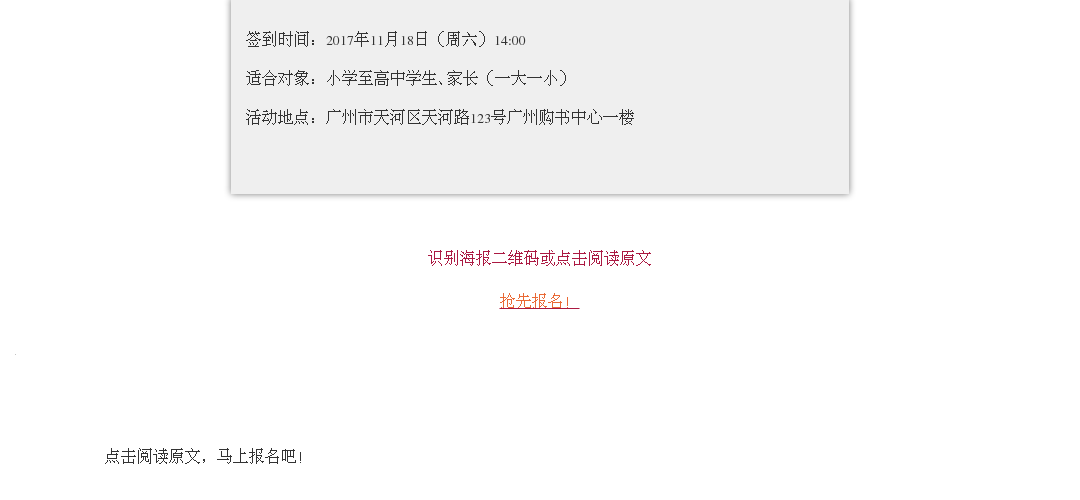 签到时间：2017年11月18日（周六）14:00
适合对象：小学至高中学生、家长（一大一小）
活动地点：广州市天河区天河路123号广州购书中心一楼
识别海报二维码或点击阅读原文
抢先报名！
点击阅读原文，马上报名吧！